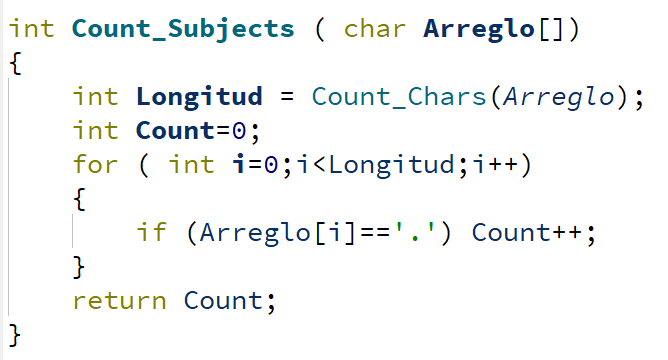 int Count_Subjects ( char Arreglo[])
{
    int Longitud = Count_Chars(Arreglo);
    int Count=0;
    for ( int i=0;i<Longitud;i++)
    {
        if (Arreglo[i]=='.') Count++;
    }
    return Count;
}